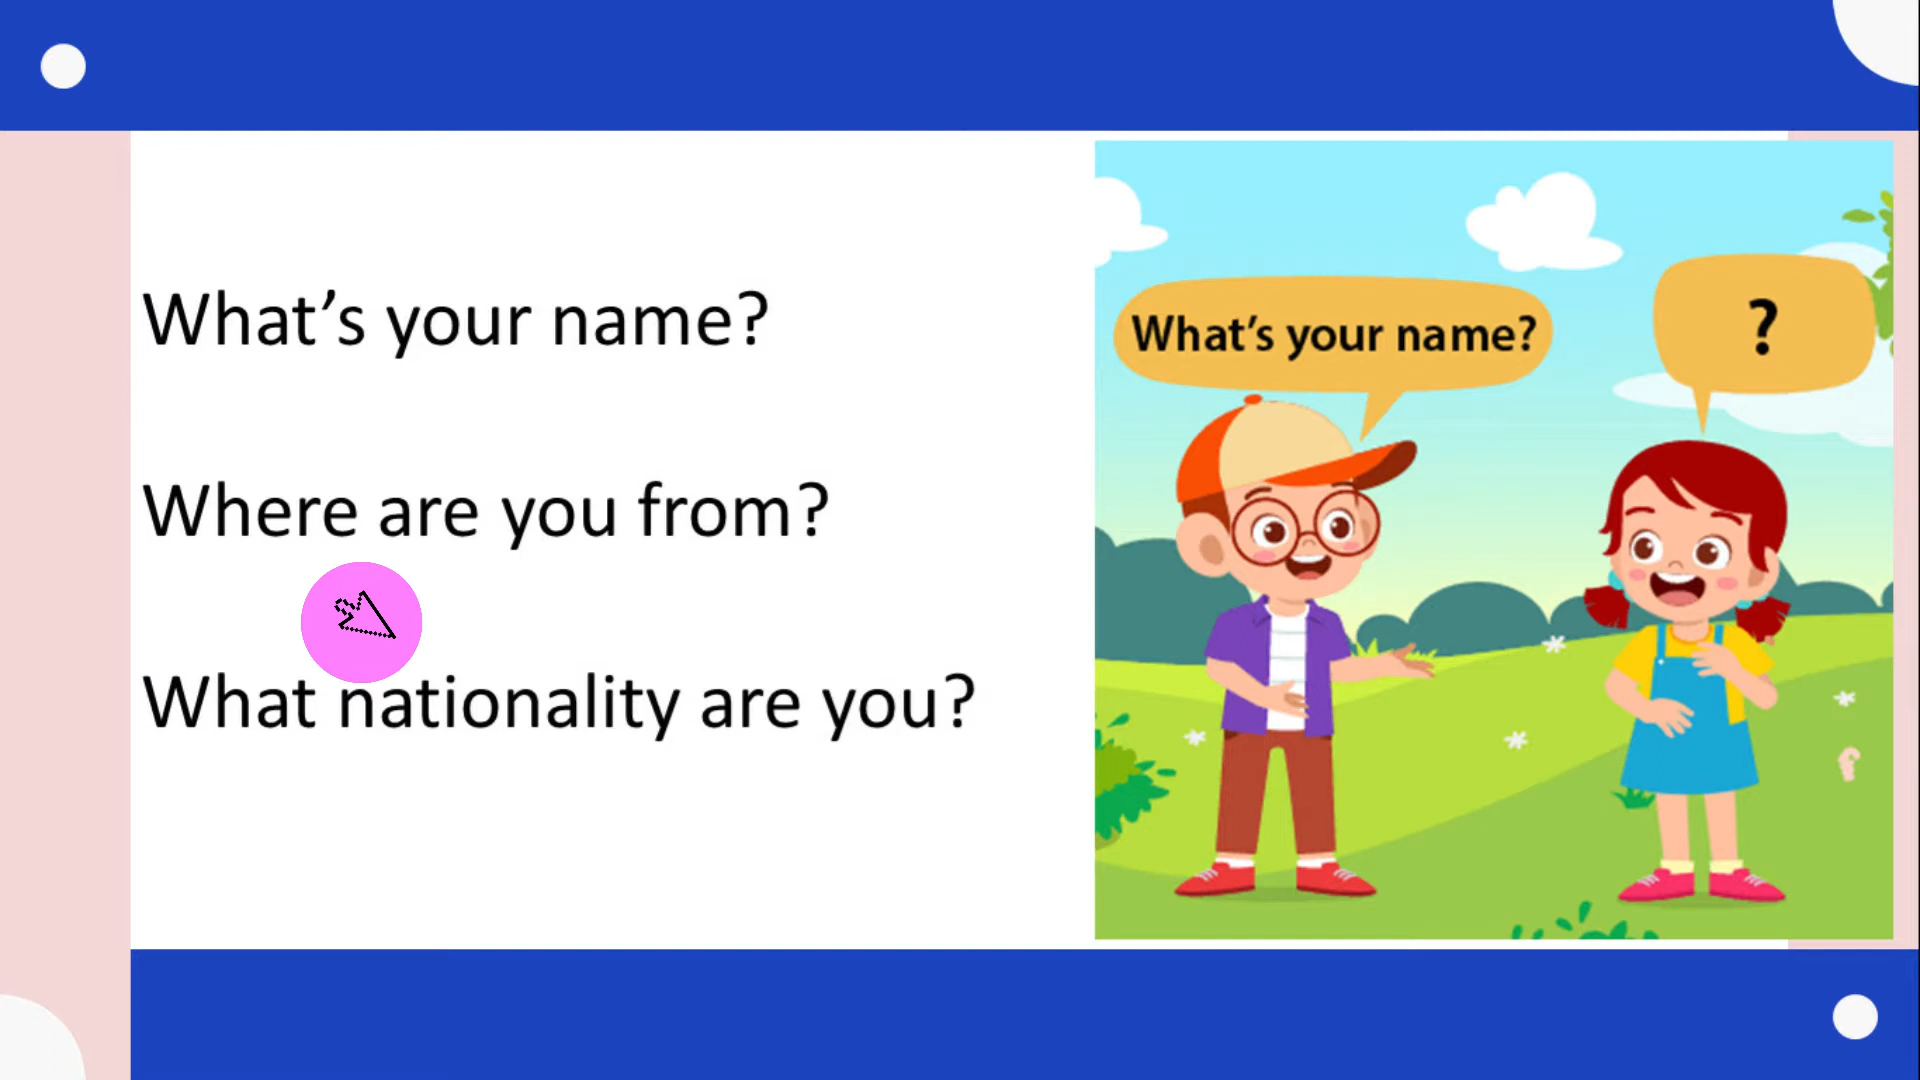 What’s your name?
Where are you from?
What nationality are you?
What’s your name?
?